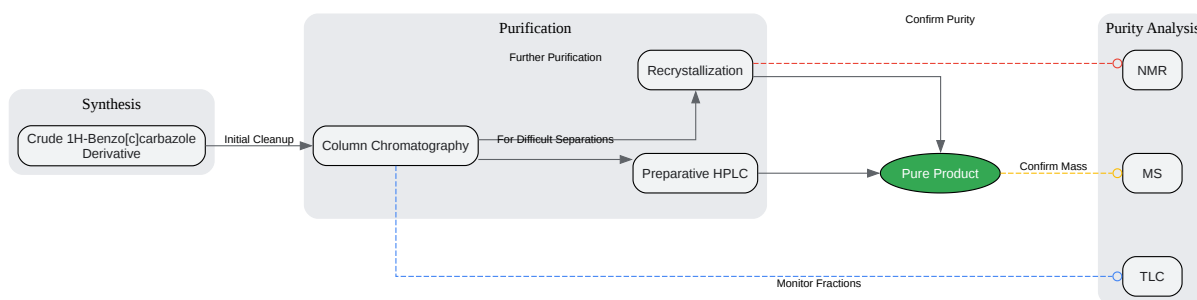 Purification
Confirm Purity
Purity Analysis
Further Purification
Recrystallization
NMR
Synthesis
Crude 1H-Benzo[c]carbazole
Derivative
Initial Cleanup
Column Chromatography
For Difficult Separations
Preparative HPLC
Pure Product
Confirm Mass
MS
Monitor Fractions
TLC